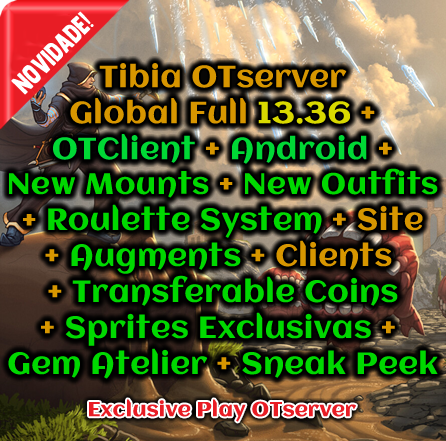 NOVIDADE!
Tibia OTserver
Global Full 13.36 +
OTClient + Android +
New Mounts + New Outfits
+ Roulette System + Site
+ Augments + Clients
+ Transferable Coins
+ Sprites Exclusivas +
Gem Atelier + Sneak Peek
Exclusive Play OTserver